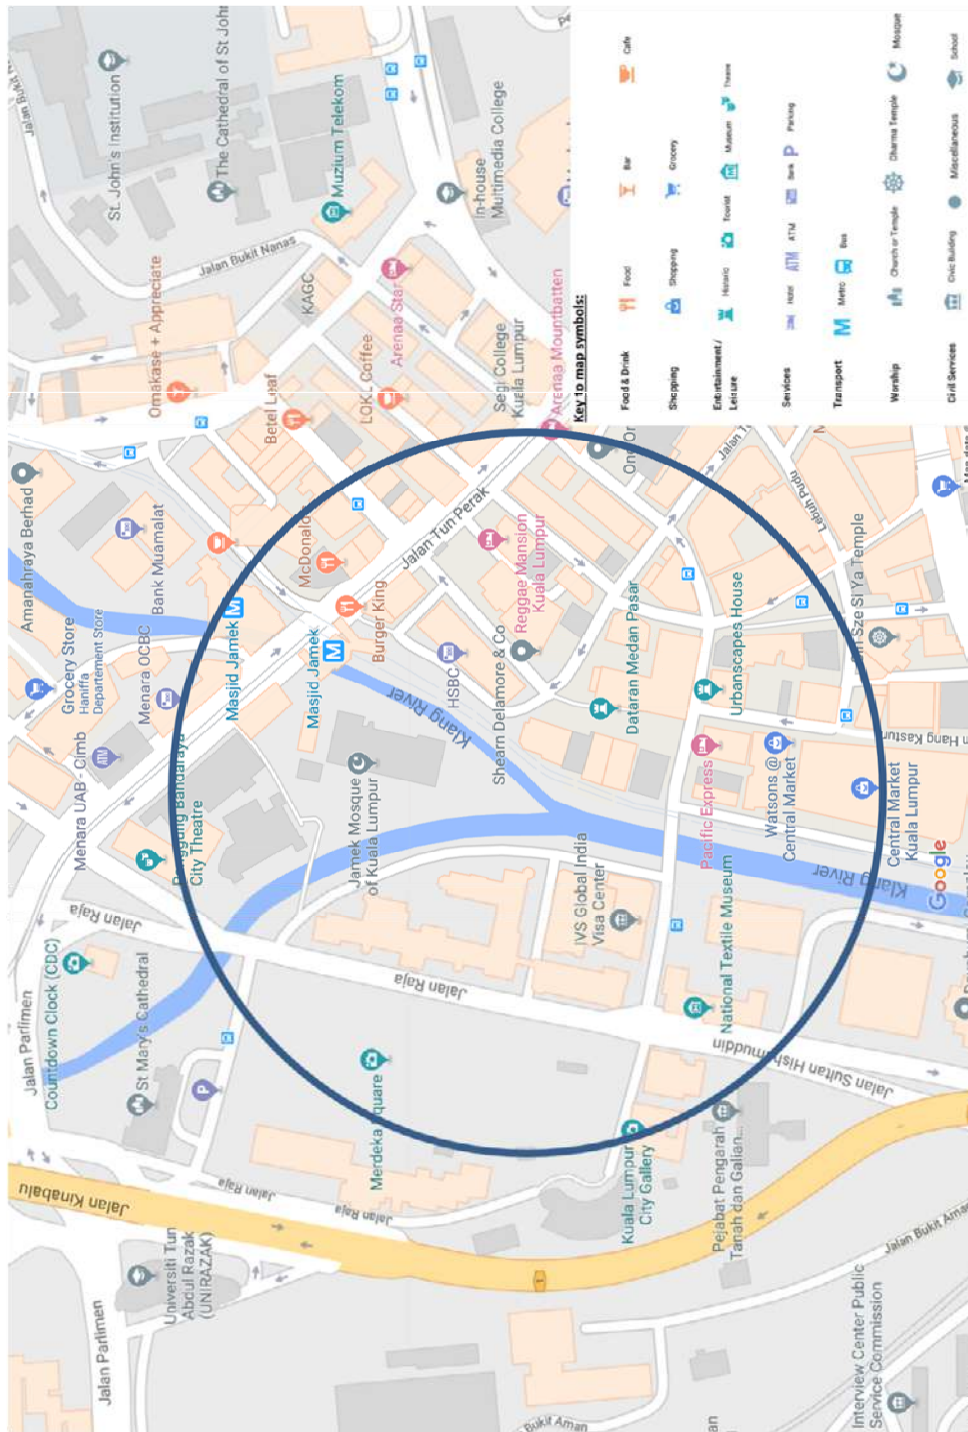 Jalan Parlimen
Universiti Tun
Abdul Razak
(UNIRAZAK)
Jalan Kinabalu
Jalan Parlimen
Countdown Clock (CDC)
St Mary's Cathedral
Jalan Raja
Menara UAB - Cimb
City Theatre
Grocery Store
Haniffa
Departement Store
Menara OCBC
Bank Muamalat
Amanahraya Berhad
Omakase + Appreciate
St. John's Institution
The Cathedral of St John
Jalan Bukit Nanas
Muzium Telekom
Jalan Raja
Jalan Raja
Merdeka Square
Masjid Jamek
Masjid Jamek
McDonald's
Burger King
Betel Leaf
KAGC
LOKL Coffee
Arenaa Star
Jamek Mosque
of Kuala Lumpur
Jalan Raja
Klang River
HSBC
Jalan Tun Perak
Segi College
Kuala Lumpur
In-house
Multimedia College
Shearn Delamore & Co
Reggae Mansion
Kuala Lumpur
Arenaa Mountbatten
Bukit Aman
IVS Global India
Visa Center
Dataran Medan Pasar
Kuala Lumpur
City Gallery
Pejabat Pengarah
Tanah dan Galian...
Jalan Sultan Hishamuddin
National Textile Museum
Pacific Express
Urbanscapes House
Watsons @
Central Market
Lebuh Pudu
Sin Sze Si Ya Temple
Interview Center Public
Service Commission
Jalan Bukit Aman
Klang River
Central Market
Kuala Lumpur
Google
Key to map symbols:
Food & Drink Food Bar Cafe
Shopping Shopping Grocery
Entertainment / Leisure Historic Tourist Museum Theatre
Services Hotel ATM ATM Bank P Parking
Transport M Metro Bus
Worship Church or Temple Dharma Temple Mosque
Civil Services Civic Building Miscellaneous School